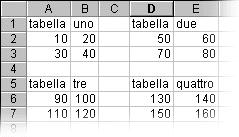 A B C D E
1 tabella uno tabella due
2 10 20 50 60
3 30 40 70 80
4
5 tabella tre tabella quattro
6 90 100 130 140
7 110 120 150 160